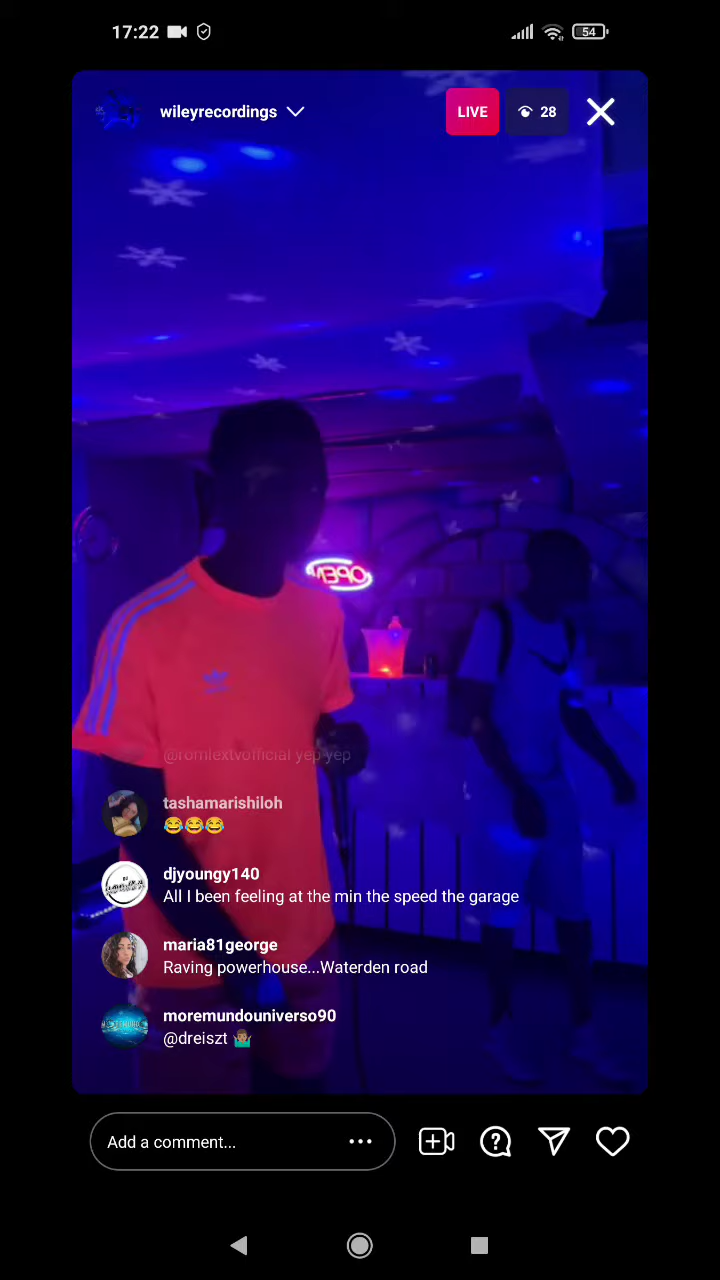 17:22
54
wileyrecordings
LIVE
28
OPEN
@romlextvofficial yep yep
tashamarishiloh
😂😂😂
djyoungy140
All I been feeling at the min the speed the garage
maria81george
Raving powerhouse...Waterden road
moremundouniverso90
@dreiszt 🤷🏽‍♂️
Add a comment...